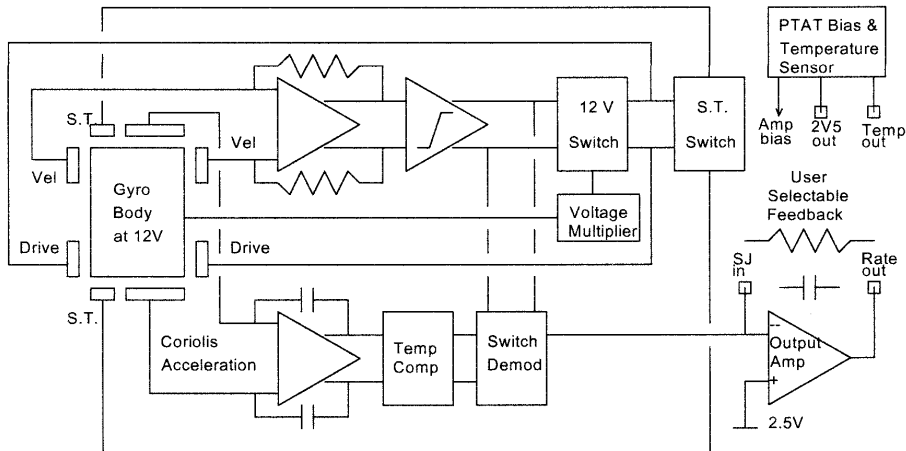 PTAT Bias &
Temperature
Sensor
Amp
bias
2V5
out
Temp
out
S.T.
Vel
Vel
12 V
Switch
S.T.
Switch
Gyro
Body
at 12V
Voltage
Multiplier
User
Selectable
Feedback
Drive
Drive
SJ
in
Rate
out
S.T.
Coriolis
Acceleration
Temp
Comp
Switch
Demod
--
Output
Amp
+
2.5V